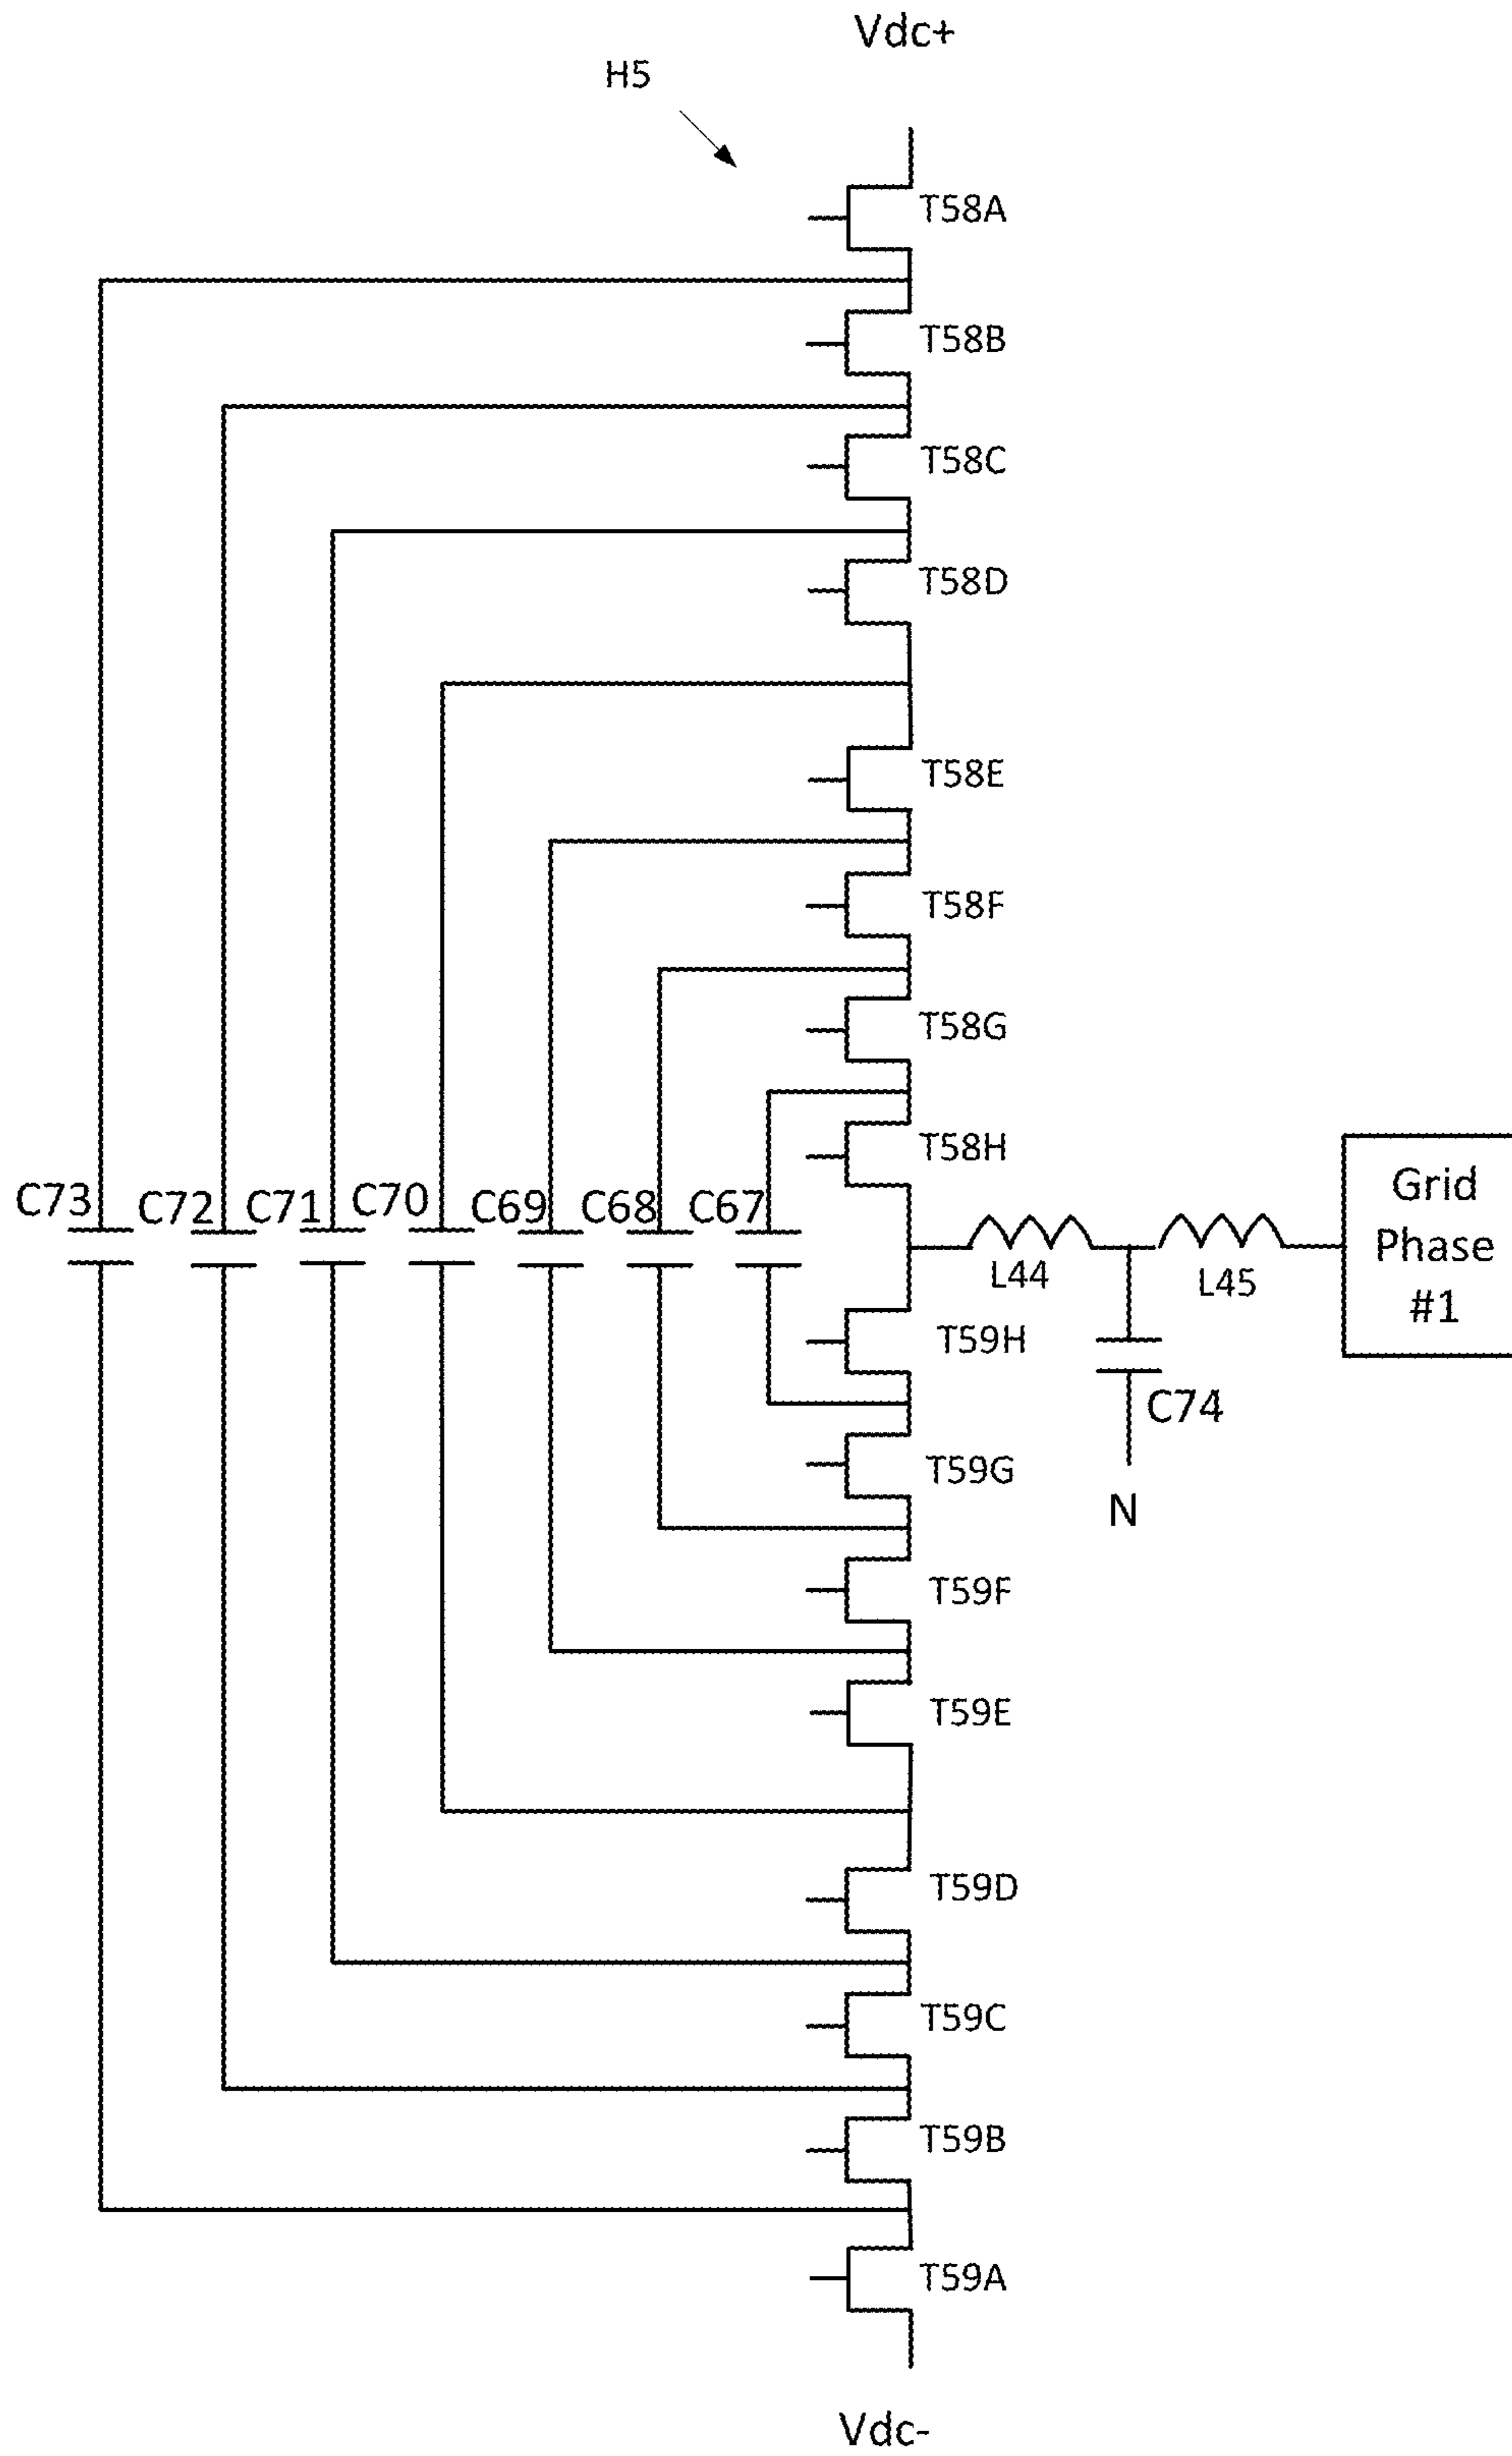 Vdc+
H5
T58A
T58B
T58C
T58D
T58E
T58F
T58G
T58H
C73
C72
C71
C70
C69
C68
C67
L44
L45
Grid
Phase
#1
T59H
C74
T59G
N
T59F
T59E
T59D
T59C
T59B
T59A
Vdc-